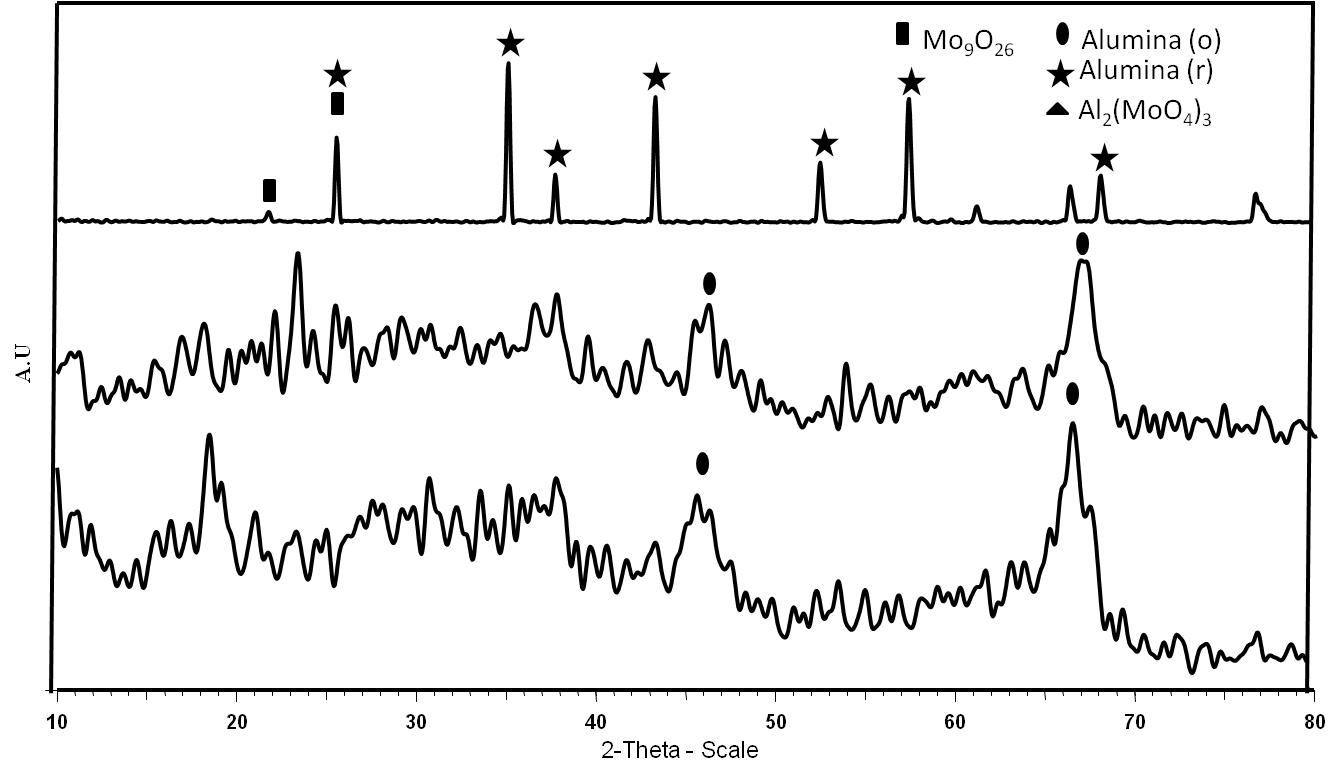 Mo₉O₂₆
Alumina (o)
Alumina (r)
Al₂(MoO₄)₃
A.U
10 20 30 40 50 60 70 80
2-Theta - Scale